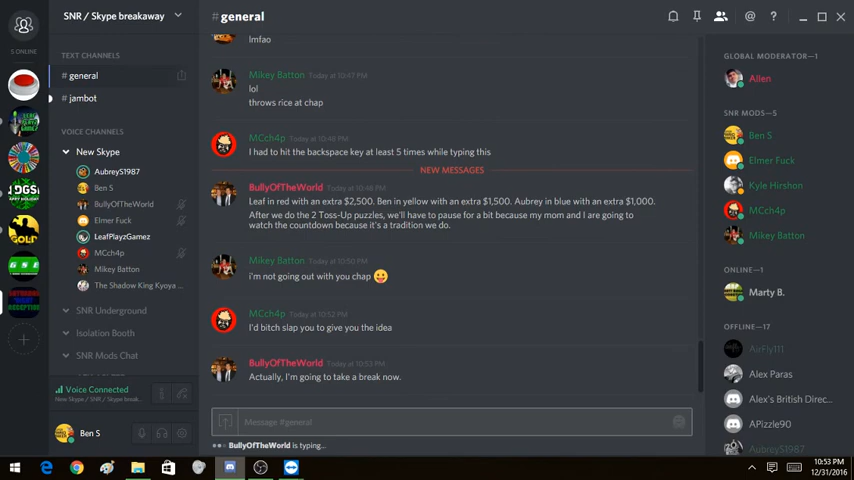 SNR / Skype breakaway
#general
5 ONLINE
TEXT CHANNELS
# general
# jambot
VOICE CHANNELS
New Skype
AubreyS1987
Ben S
BullyOfTheWorld
Elmer Fuck
LeafPlayzGamez
MCch4p
Mikey Batton
The Shadow King Kyoya ...
SNR Underground
Isolation Booth
SNR Mods Chat
Voice Connected
New Skype / SNR / Skype break...
Ben S
lmfao
Mikey Batton Today at 10:47 PM
lol
throws rice at chap
MCch4p Today at 10:48 PM
I had to hit the backspace key at least 5 times while typing this
NEW MESSAGES
BullyOfTheWorld Today at 10:48 PM
Leaf in red with an extra $2,500. Ben in yellow with an extra $1,500. Aubrey in blue with an extra $1,000.
After we do the 2 Toss-Up puzzles, we'll have to pause for a bit because my mom and I are going to
watch the countdown because it's a tradition we do.
Mikey Batton Today at 10:50 PM
i'm not going out with you chap 😛
MCch4p Today at 10:52 PM
I'd bitch slap you to give you the idea
BullyOfTheWorld Today at 10:53 PM
Actually, I'm going to take a break now.
Message #general
BullyOfTheWorld is typing...
GLOBAL MODERATOR—1
Allen
SNR MODS—5
Ben S
Elmer Fuck
Kyle Hirshon
MCch4p
Mikey Batton
ONLINE—1
Marty B.
OFFLINE—17
AirFly111
Alex Paras
Alex's British Direc...
APizzle90
AubreyS1987
10:53 PM
12/31/2016